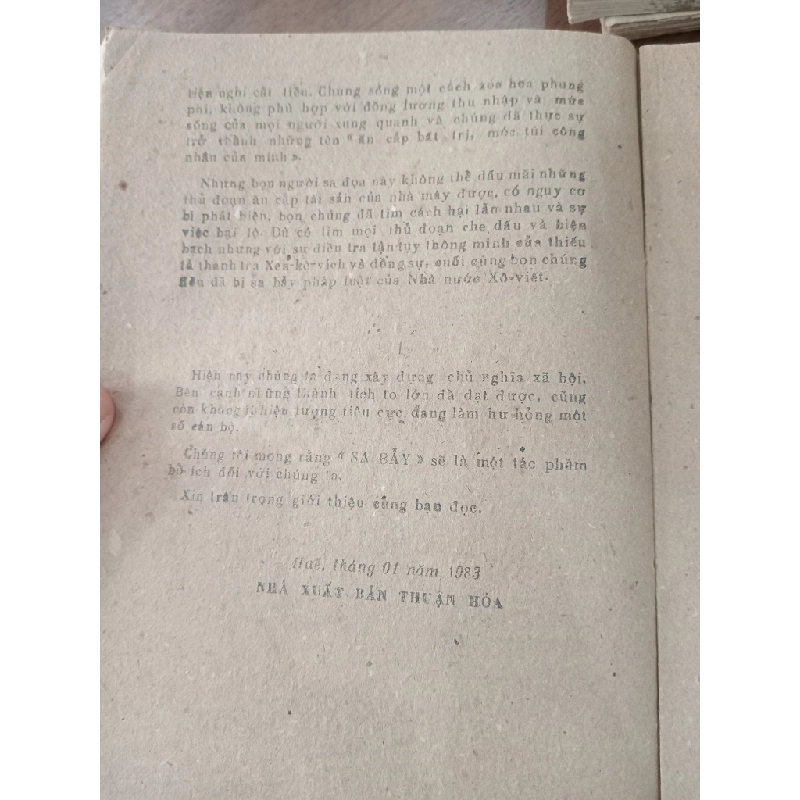 tiện nghi cắt tiền. Chúng sống một cách xóa hoa phung
phí, không phù hợp với đồng lương thu nhập và mức
sống của mọi người xung quanh và chúng đã thực sự
trở thành những tên « ăn cắp bất trị, móc túi công
nhân của mình ».
Nhưng bọn người sa đọa này không thể dấu mãi những
thủ đoạn ăn cắp tài sản của nhà máy được, có nguy cơ
bị phát hiện, bọn chúng đã tìm cách hại lẫn nhau và sự
việc bại lộ. Dù có tìm mọi thủ đoạn che dấu và biện
bạch nhưng với sự điều tra tận tụy thông minh của thiếu
tá thanh tra và đồng sự, cuối cùng bọn chúng
đều đã bị sa bẫy pháp luật của Nhà nước Xô-viết.
Hiện nay chúng ta đang xây dựng chủ nghĩa xã hội.
Bên cạnh những thành tích to lớn đã đạt được, cũng
còn không ít hiện tượng tiêu cực đang làm hư hỏng một
số cán bộ.
Chúng tôi mong rằng « SA BẪY » sẽ là một tác phẩm
bổ ích đối với chúng ta.
Xin trân trọng giới thiệu cùng bạn đọc.
Huế, tháng 01 năm 1983
NHÀ XUẤT BẢN THUẬN HÓA